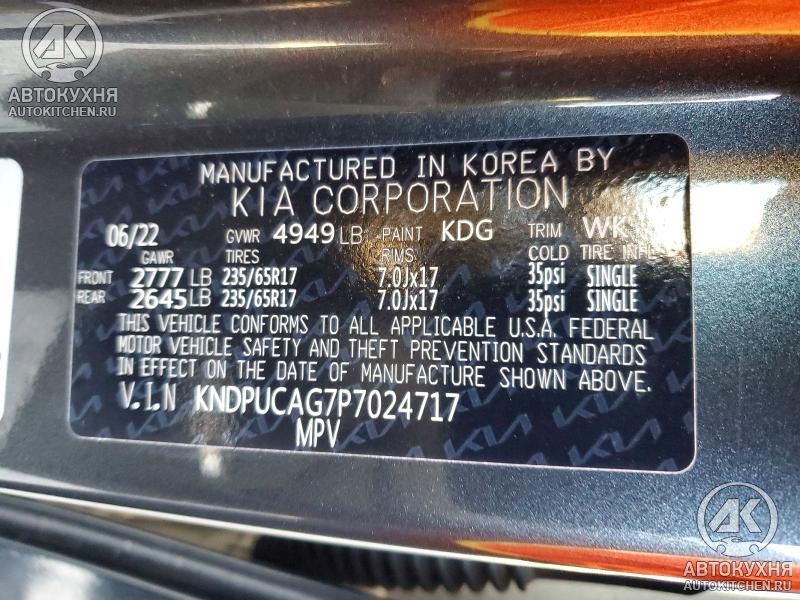 АВТОКУХНЯ
AUTOKITCHEN.RU
MANUFACTURED IN KOREA BY
KIA CORPORATION
06/22 GVWR 4949 LB PAINT KDG TRIM WK
GAWR TIRES RIMS COLD TIRE INFL
FRONT 2777 LB 235/65R17 7.0Jx17 35psi SINGLE
REAR 2645 LB 235/65R17 7.0Jx17 35psi SINGLE
THIS VEHICLE CONFORMS TO ALL APPLICABLE U.S.A. FEDERAL
MOTOR VEHICLE SAFETY AND THEFT PREVENTION STANDARDS
IN EFFECT ON THE DATE OF MANUFACTURE SHOWN ABOVE.
V.I.N KNDPUCAG7P7024717
MPV
АВТОКУХНЯ
AUTOKITCHEN.RU